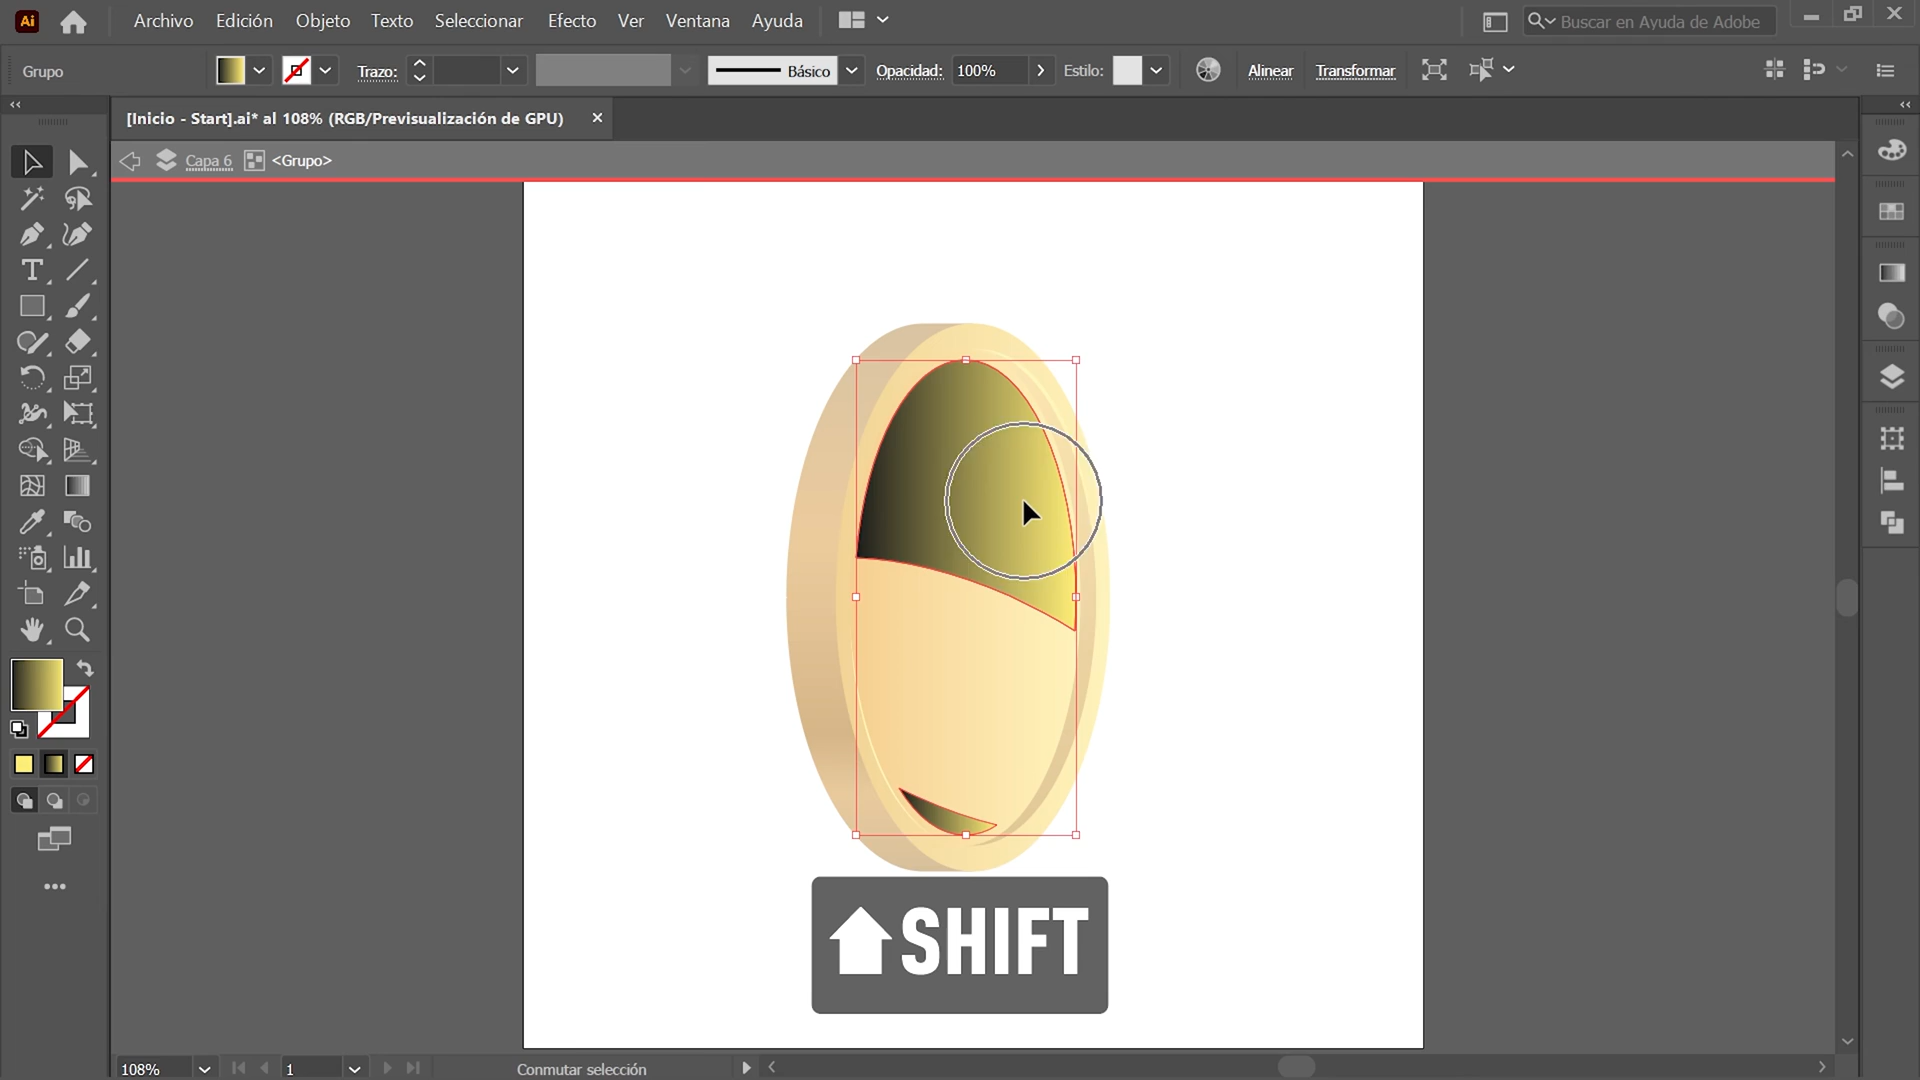 Ai
Archivo Edición Objeto Texto Seleccionar Efecto Ver Ventana Ayuda
Buscar en Ayuda de Adobe
Grupo Trazo: Básico Opacidad: 100% Estilo: Alinear Transformar
[Inicio - Start].ai* al 108% (RGB/Previsualización de GPU)
Capa 6 <Grupo>
SHIFT
108% 1 Conmutar selección